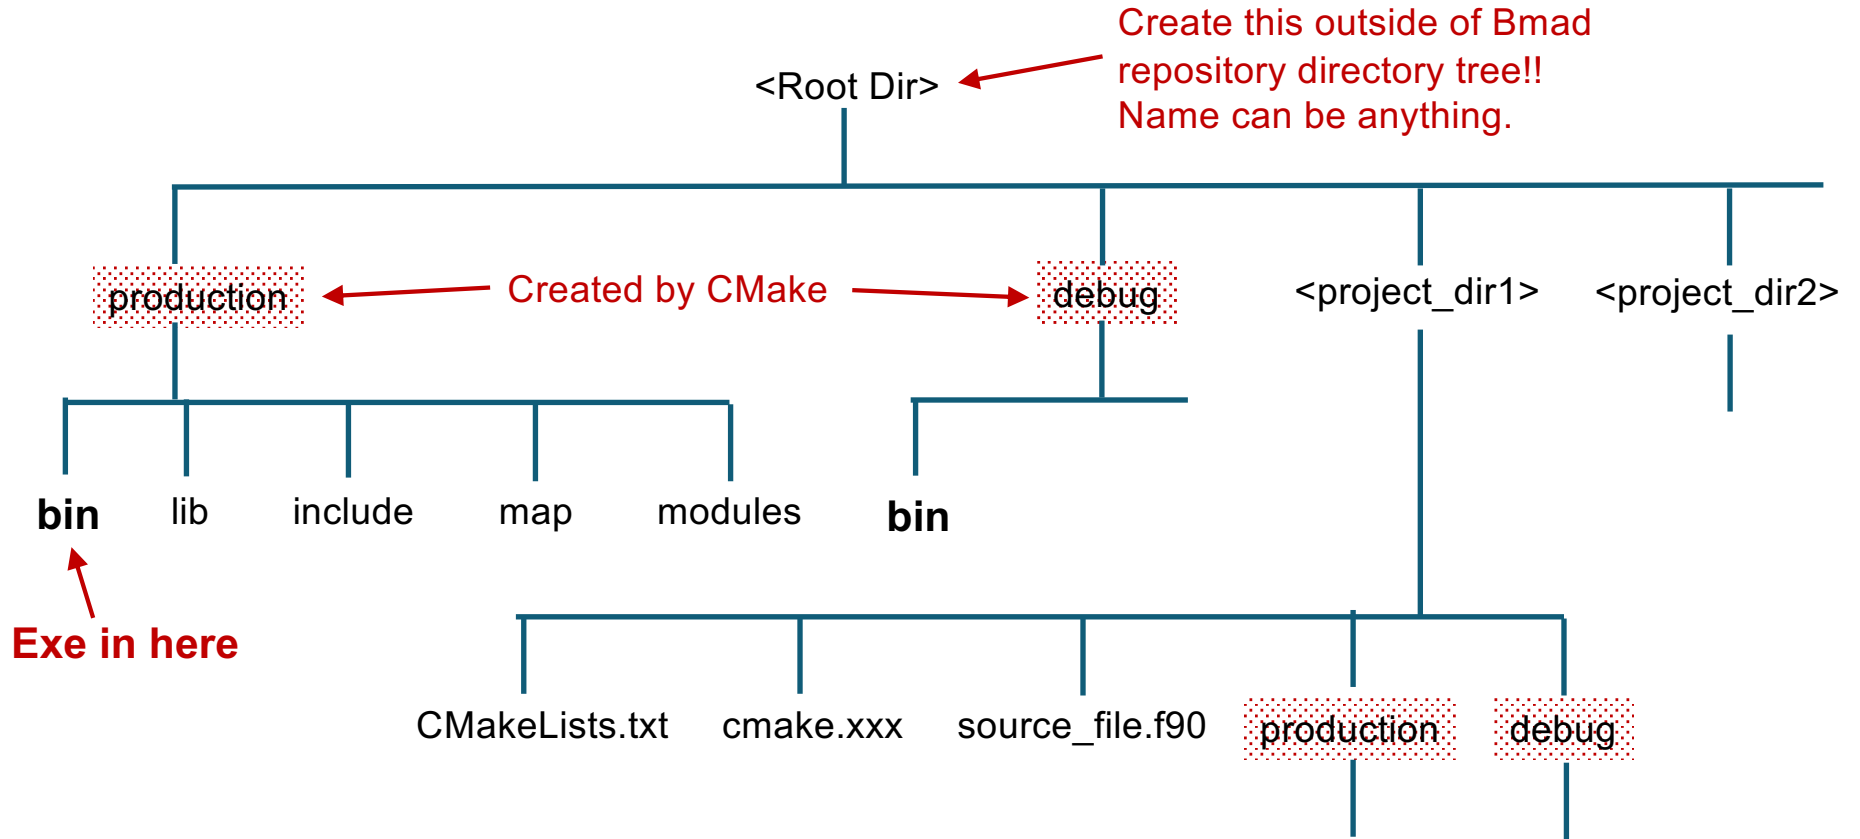 Create this outside of Bmad
repository directory tree!!
Name can be anything.
<Root Dir>
production
Created by CMake
debug
<project_dir1>
<project_dir2>
bin
lib
include
map
modules
bin
Exe in here
CMakeLists.txt
cmake.xxx
source_file.f90
production
debug